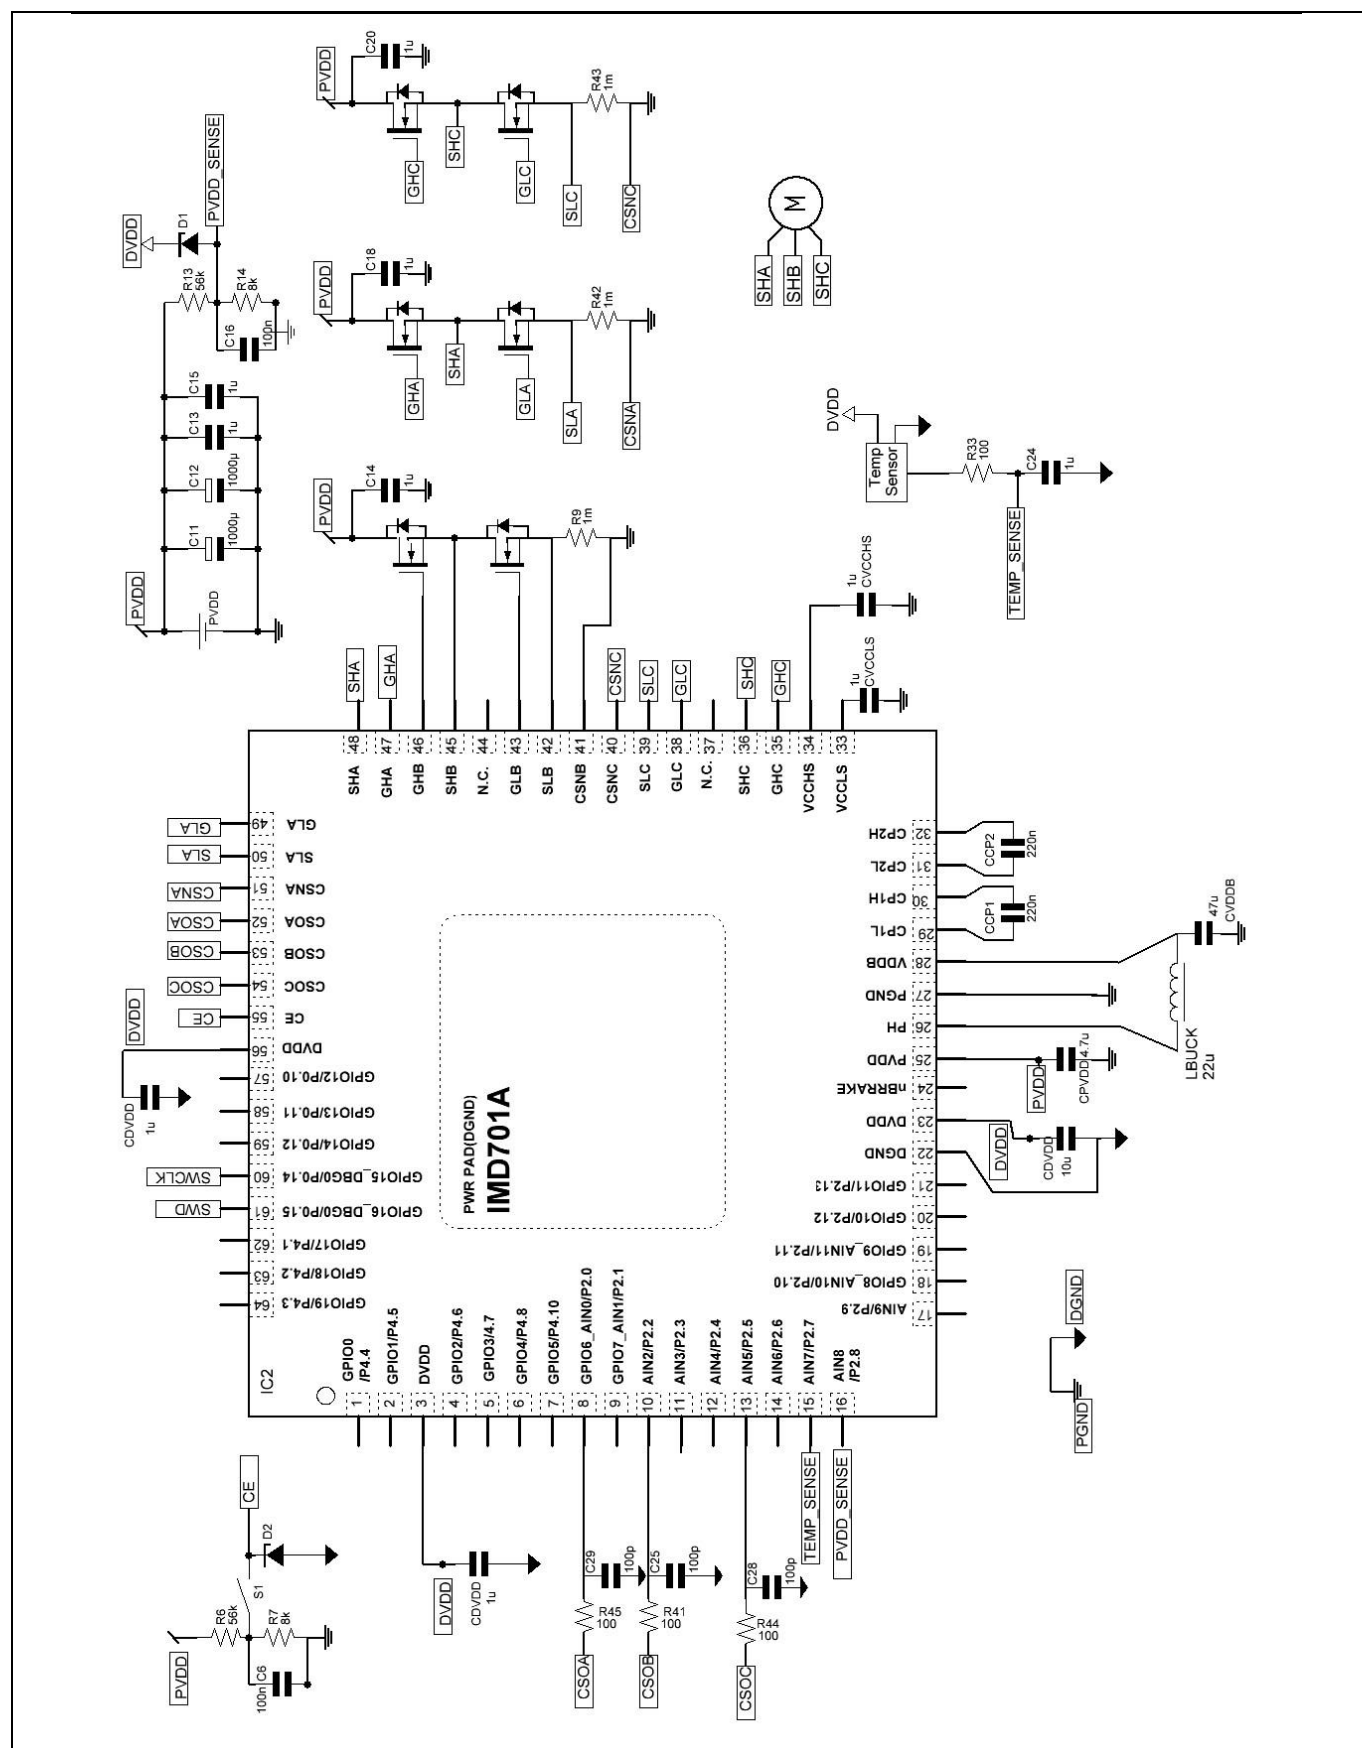 C20
1u
PVDD
R43
1m
SHC
GHC
GLC
SLC
CSNC
PVDD_SENSE
DVDD
D1
R13
56k
R14
8k
C16
100n
C15
1u
C13
1u
C12
1000µ
C11
1000µ
PVDD
PVDD
C18
1u
PVDD
R42
1m
SHA
GHA
GLA
SLA
CSNA
M
SHA
SHB
SHC
C14
1u
PVDD
R9
1m
DVDD
Temp
Sensor
R33
100
C24
1u
TEMP_SENSE
1u
CVCCHS
1u
CVCCLS
SHA
GHA
CSNC
SLC
GLC
SHC
GHC
48
47
46
45
44
43
42
41
40
39
38
37
36
35
34
33
SHA
GHA
GHB
SHB
N.C.
GLB
SLB
CSNB
CSNC
SLC
GLC
N.C.
SHC
GHC
VCCHS
VCCLS
GLA
49
GLA
SLA
50
SLA
CSNA
51
CSNA
CSOA
52
CSOA
CSOB
53
CSOB
CSOC
54
CSOC
CE
55
CE
DVDD
56
DVDD
CDVDD
1u
57
GPIO12/P0.10
58
GPIO13/P0.11
59
GPIO14/P0.12
SWCLK
60
GPIO15_DBG0/P0.14
SWD
61
GPIO16_DBG0/P0.15
62
GPIO17/P4.1
63
GPIO18/P4.2
64
GPIO19/P4.3
PWR PAD(DGND)
IMD701A
CP2H
32
CP2L
31
CCP2
220n
CP1H
30
CP1L
29
CCP1
220n
VDDB
28
PGND
27
PH
26
PVDD
25
nBRRAKE
24
DVDD
23
DGND
22
GPIO11/P2.13
21
GPIO10/P2.12
20
GPIO9_AIN11/P2.11
19
GPIO8_AIN10/P2.10
18
AIN9/P2.9
17
47u
CVDDB
LBUCK
22u
PVDD
CPVDD
4.7u
DVDD
CDVDD
10u
DGND
PGND
IC2
GPIO0
/P4.4
GPIO1/P4.5
DVDD
GPIO2/P4.6
GPIO3/4.7
GPIO4/P4.8
GPIO5/P4.10
GPIO6_AIN0/P2.0
GPIO7_AIN1/P2.1
AIN2/P2.2
AIN3/P2.3
AIN4/P2.4
AIN5/P2.5
AIN6/P2.6
AIN7/P2.7
AIN8
/P2.8
1
2
3
4
5
6
7
8
9
10
11
12
13
14
15
16
CE
D2
S1
R6
56k
R7
8k
PVDD
100n
C6
DVDD
CDVDD
1u
C29
100p
R45
100
CSOA
C25
100p
R41
100
CSOB
C28
100p
R44
100
CSOC
TEMP_SENSE
PVDD_SENSE